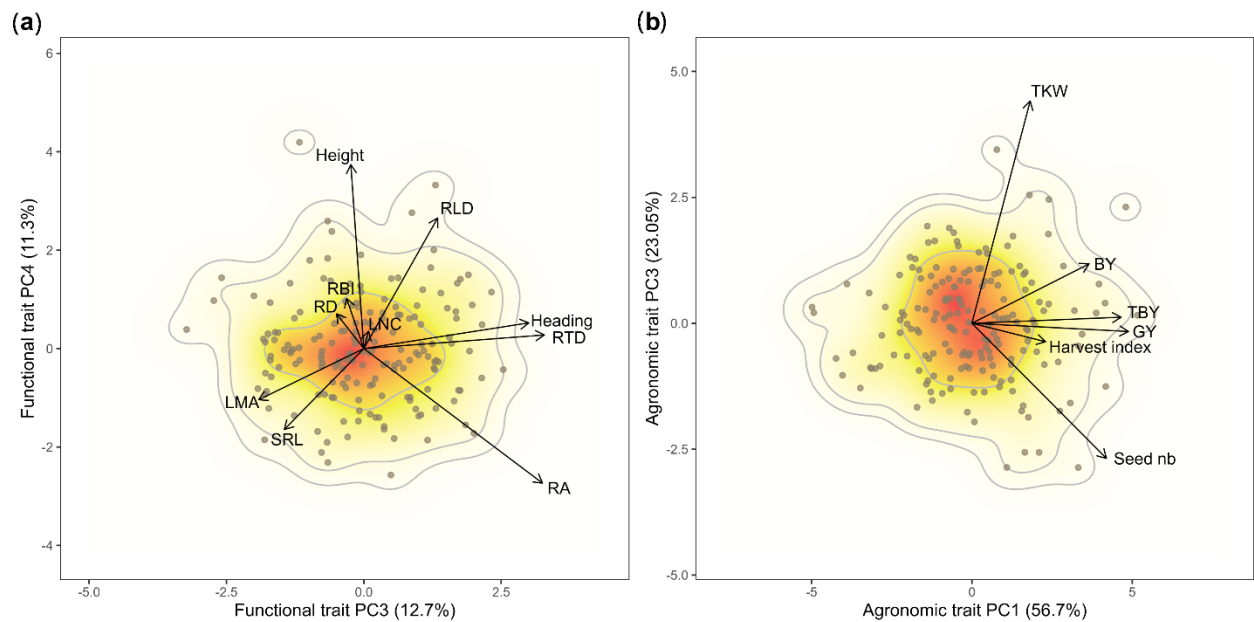 (a)
6
4
2
0
-2
-4
-5.0
-2.5
0.0
2.5
Functional trait PC4 (11.3%)
Functional trait PC3 (12.7%)
Height
RLD
RBI
RD
LNC
Heading
RTD
LMA
SRL
RA
(b)
5.0
2.5
0.0
-2.5
-5.0
-5
0
5
Agronomic trait PC3 (23.05%)
Agronomic trait PC1 (56.7%)
TKW
BY
TBY
GY
Harvest index
Seed nb